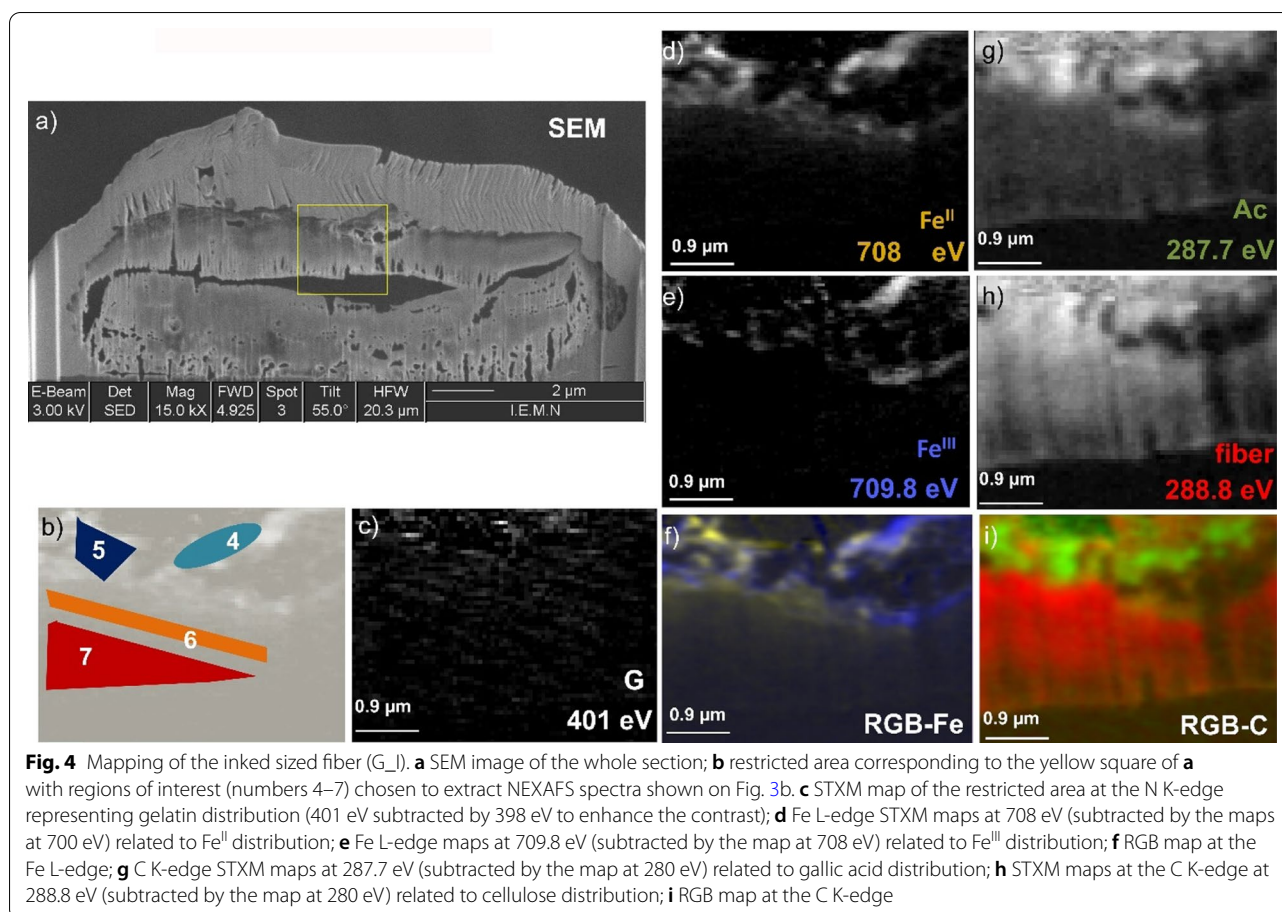 a)
SEM
E-Beam Det Mag FWD Spot Tilt HFW 2 µm
3.00 kV SED 15.0 kX 4.925 3 55.0° 20.3 µm I.E.M.N
b)
5
4
6
7
c)
G
401 eV
0.9 µm
d)
Fe^II
708 eV
0.9 µm
e)
Fe^III
709.8 eV
0.9 µm
f)
0.9 µm
RGB-Fe
g)
Ac
287.7 eV
0.9 µm
h)
fiber
288.8 eV
0.9 µm
i)
0.9 µm
RGB-C
Fig. 4 Mapping of the inked sized fiber (G_I). a SEM image of the whole section; b restricted area corresponding to the yellow square of a
with regions of interest (numbers 4–7) chosen to extract NEXAFS spectra shown on Fig. 3b. c STXM map of the restricted area at the N K-edge
representing gelatin distribution (401 eV subtracted by 398 eV to enhance the contrast); d Fe L-edge STXM maps at 708 eV (subtracted by the maps
at 700 eV) related to Fe^II distribution; e Fe L-edge maps at 709.8 eV (subtracted by the map at 708 eV) related to Fe^III distribution; f RGB map at the
Fe L-edge; g C K-edge STXM maps at 287.7 eV (subtracted by the map at 280 eV) related to gallic acid distribution; h STXM maps at the C K-edge at
288.8 eV (subtracted by the map at 280 eV) related to cellulose distribution; i RGB map at the C K-edge